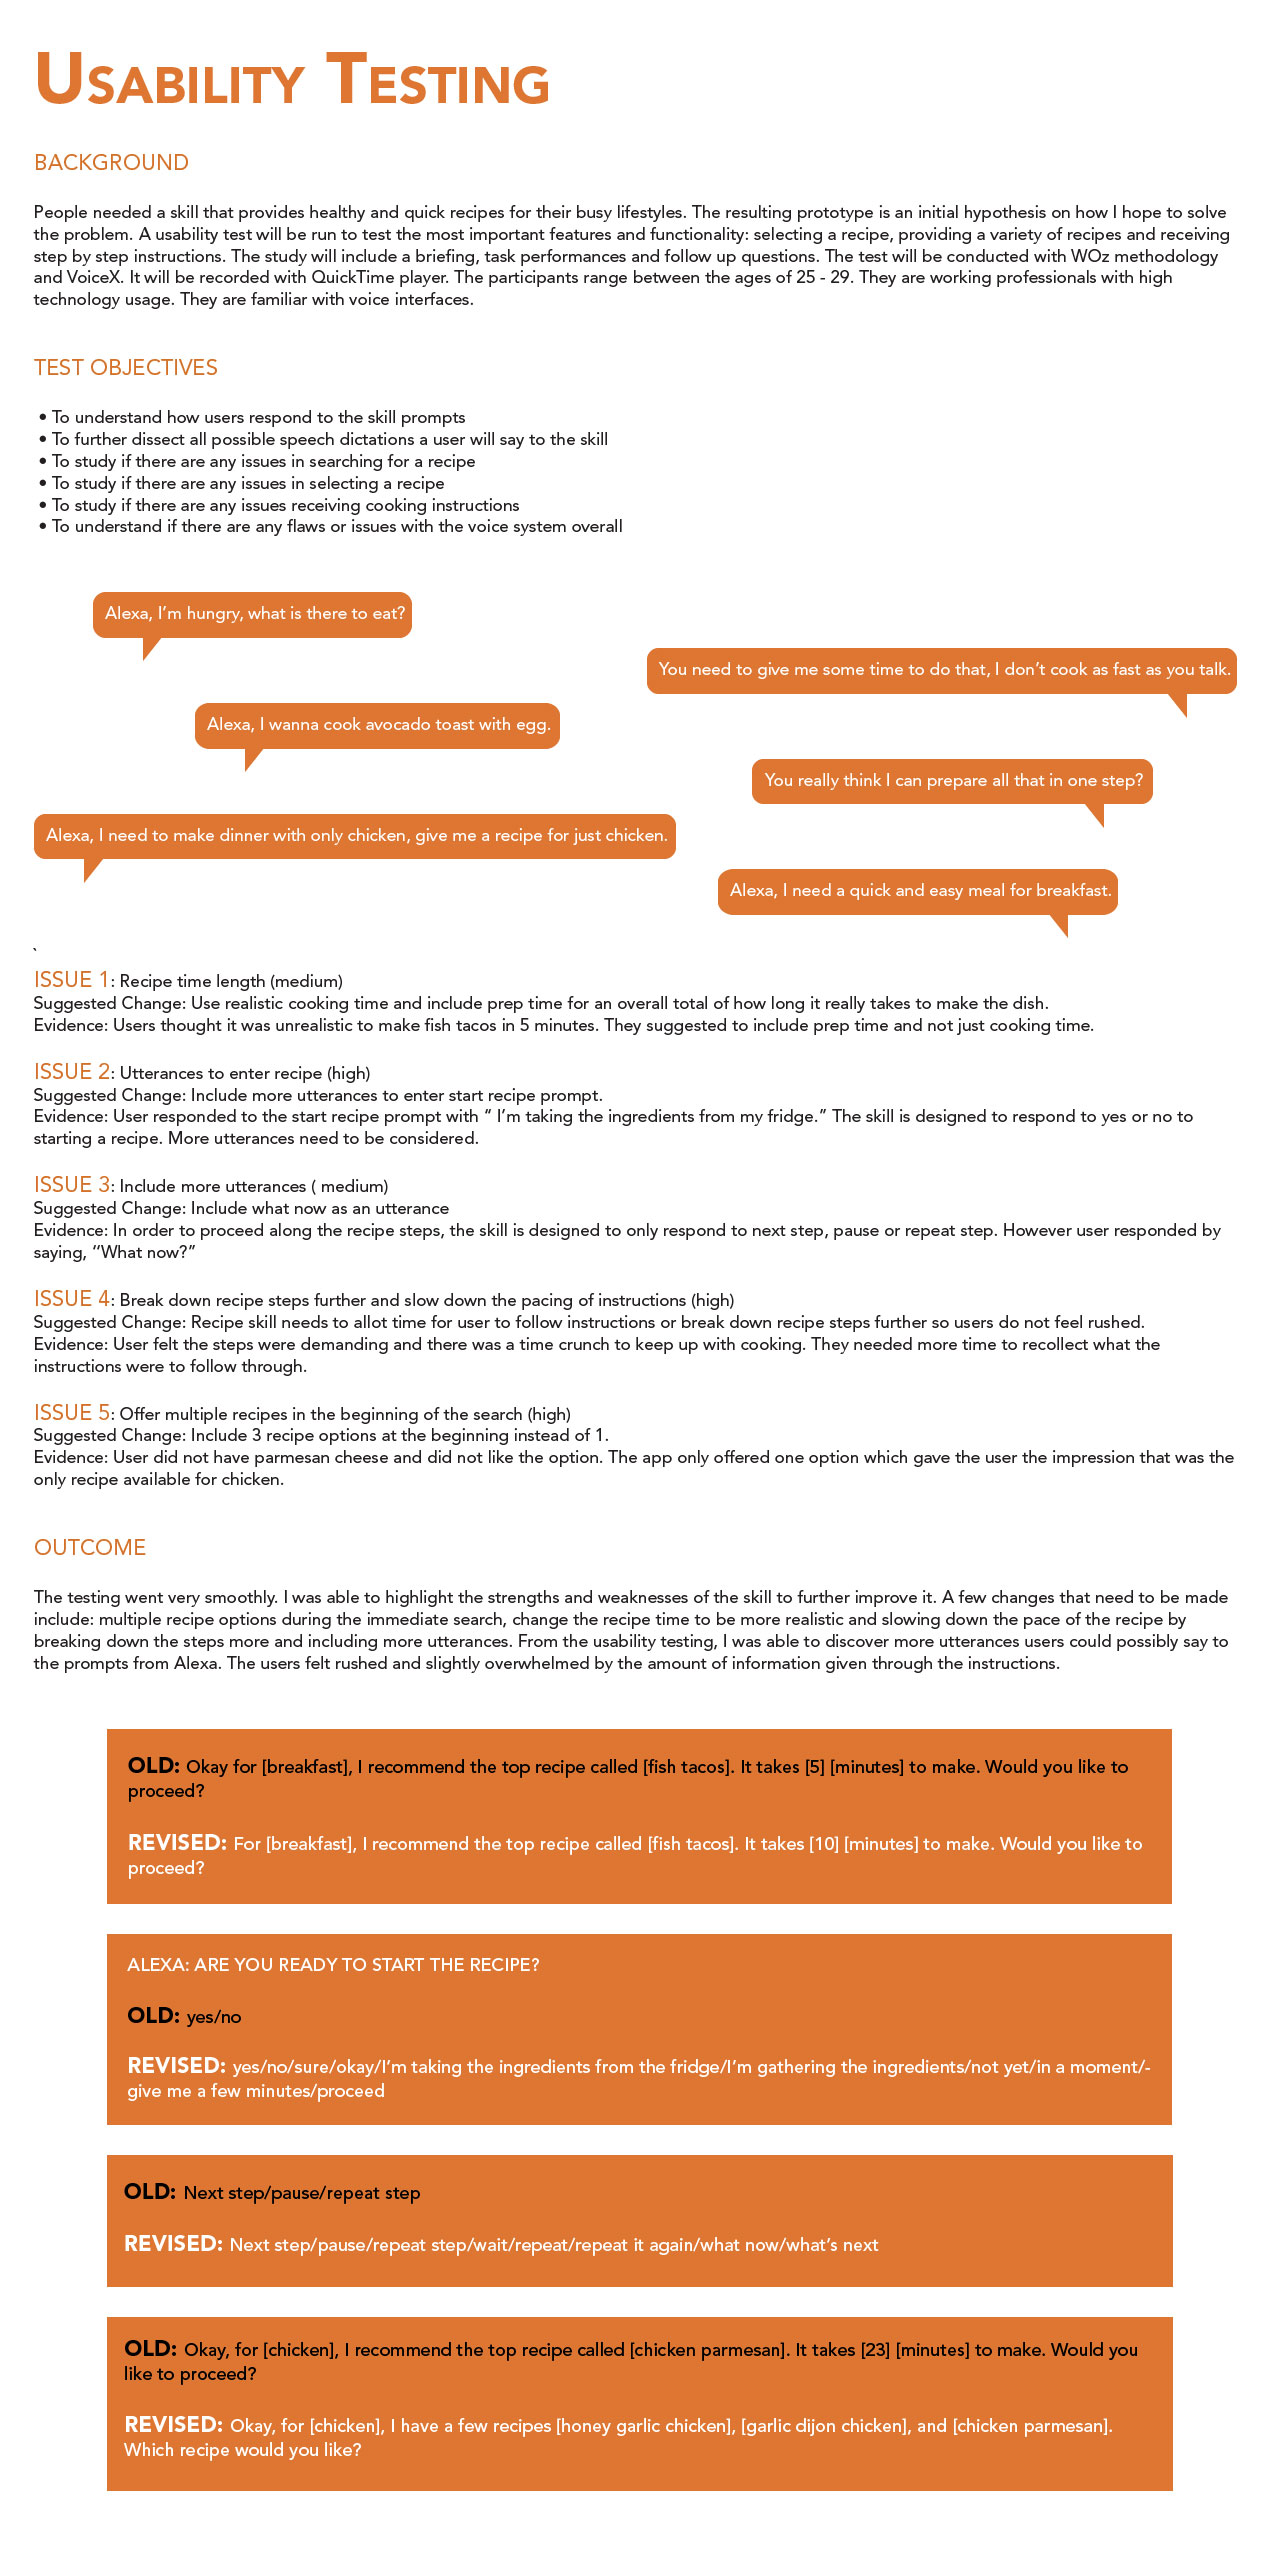 USABILITY TESTING
BACKGROUND
People needed a skill that provides healthy and quick recipes for their busy lifestyles. The resulting prototype is an initial hypothesis on how I hope to solve
the problem. A usability test will be run to test the most important features and functionality: selecting a recipe, providing a variety of recipes and receiving
step by step instructions. The study will include a briefing, task performances and follow up questions. The test will be conducted with WOz methodology
and VoiceX. It will be recorded with QuickTime player. The participants range between the ages of 25 - 29. They are working professionals with high
technology usage. They are familiar with voice interfaces.
TEST OBJECTIVES
• To understand how users respond to the skill prompts
• To further dissect all possible speech dictations a user will say to the skill
• To study if there are any issues in searching for a recipe
• To study if there are any issues in selecting a recipe
• To study if there are any issues receiving cooking instructions
• To understand if there are any flaws or issues with the voice system overall
Alexa, I’m hungry, what is there to eat?
You need to give me some time to do that, I don’t cook as fast as you talk.
Alexa, I wanna cook avocado toast with egg.
You really think I can prepare all that in one step?
Alexa, I need to make dinner with only chicken, give me a recipe for just chicken.
Alexa, I need a quick and easy meal for breakfast.
`
ISSUE 1: Recipe time length (medium)
Suggested Change: Use realistic cooking time and include prep time for an overall total of how long it really takes to make the dish.
Evidence: Users thought it was unrealistic to make fish tacos in 5 minutes. They suggested to include prep time and not just cooking time.
ISSUE 2: Utterances to enter recipe (high)
Suggested Change: Include more utterances to enter start recipe prompt.
Evidence: User responded to the start recipe prompt with “ I’m taking the ingredients from my fridge.” The skill is designed to respond to yes or no to
starting a recipe. More utterances need to be considered.
ISSUE 3: Include more utterances ( medium)
Suggested Change: Include what now as an utterance
Evidence: In order to proceed along the recipe steps, the skill is designed to only respond to next step, pause or repeat step. However user responded by
saying, ‘‘What now?”
ISSUE 4: Break down recipe steps further and slow down the pacing of instructions (high)
Suggested Change: Recipe skill needs to allot time for user to follow instructions or break down recipe steps further so users do not feel rushed.
Evidence: User felt the steps were demanding and there was a time crunch to keep up with cooking. They needed more time to recollect what the
instructions were to follow through.
ISSUE 5: Offer multiple recipes in the beginning of the search (high)
Suggested Change: Include 3 recipe options at the beginning instead of 1.
Evidence: User did not have parmesan cheese and did not like the option. The app only offered one option which gave the user the impression that was the
only recipe available for chicken.
OUTCOME
The testing went very smoothly. I was able to highlight the strengths and weaknesses of the skill to further improve it. A few changes that need to be made
include: multiple recipe options during the immediate search, change the recipe time to be more realistic and slowing down the pace of the recipe by
breaking down the steps more and including more utterances. From the usability testing, I was able to discover more utterances users could possibly say to
the prompts from Alexa. The users felt rushed and slightly overwhelmed by the amount of information given through the instructions.
OLD: Okay for [breakfast], I recommend the top recipe called [fish tacos]. It takes [5] [minutes] to make. Would you like to
proceed?
REVISED: For [breakfast], I recommend the top recipe called [fish tacos]. It takes [10] [minutes] to make. Would you like to
proceed?
ALEXA: ARE YOU READY TO START THE RECIPE?
OLD: yes/no
REVISED: yes/no/sure/okay/I’m taking the ingredients from the fridge/I’m gathering the ingredients/not yet/in a moment/-
give me a few minutes/proceed
OLD: Next step/pause/repeat step
REVISED: Next step/pause/repeat step/wait/repeat/repeat it again/what now/what’s next
OLD: Okay, for [chicken], I recommend the top recipe called [chicken parmesan]. It takes [23] [minutes] to make. Would you
like to proceed?
REVISED: Okay, for [chicken], I have a few recipes [honey garlic chicken], [garlic dijon chicken], and [chicken parmesan].
Which recipe would you like?